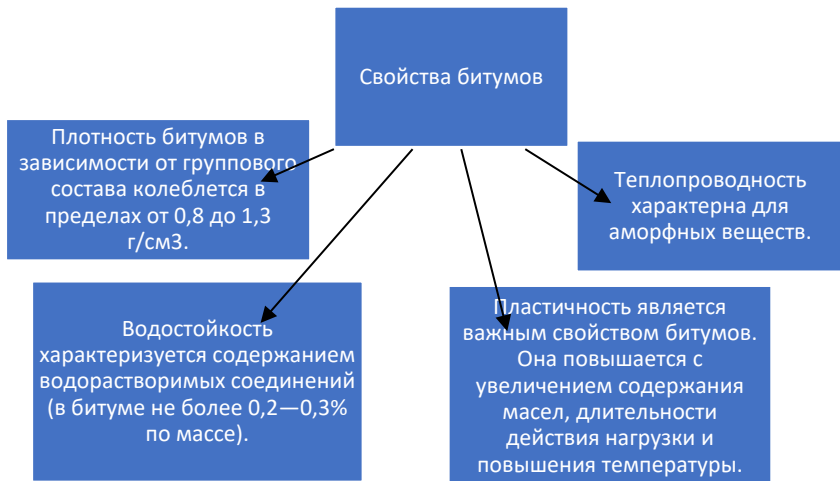 Свойства битумов
Плотность битумов в
зависимости от группового
состава колеблется в
пределах от 0,8 до 1,3
г/см3.
Теплопроводность
характерна для
аморфных веществ.
Водостойкость
характеризуется содержанием
водорастворимых соединений
(в битуме не более 0,2—0,3%
по массе).
Пластичность является
важным свойством битумов.
Она повышается с
увеличением содержания
масел, длительности
действия нагрузки и
повышения температуры.